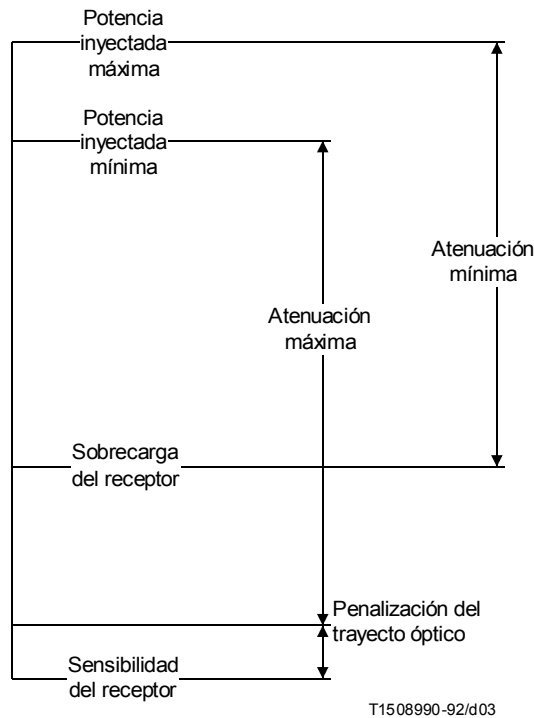 Potencia
inyectada
máxima
Potencia
inyectada
mínima
Atenuación
mínima
Atenuación
máxima
Sobrecarga
del receptor
Penalización del
trayecto óptico
Sensibilidad
del receptor
T1508990-92/d03